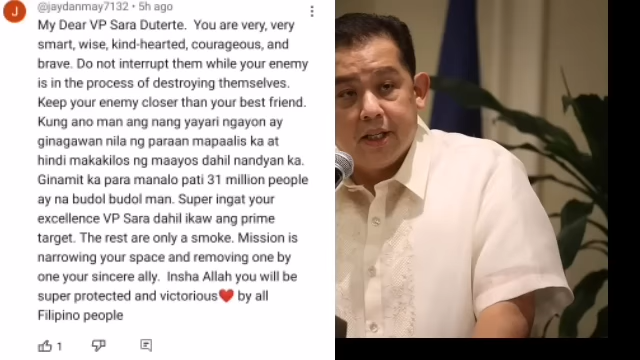 J @jaydanmay7132 • 5h ago
My Dear VP Sara Duterte. You are very, very
smart, wise, kind-hearted, courageous, and
brave. Do not interrupt them while your enemy
is in the process of destroying themselves.
Keep your enemy closer than your best friend.
Kung ano man ang nang yayari ngayon ay
ginagawan nila ng paraan mapaalis ka at
hindi makakilos ng maayos dahil nandyan ka.
Ginamit ka para manalo pati 31 million people
ay na budol budol man. Super ingat your
excellence VP Sara dahil ikaw ang prime
target. The rest are only a smoke. Mission is
narrowing your space and removing one by
one your sincere ally. Insha Allah you will be
super protected and victorious❤️ by all
Filipino people
1